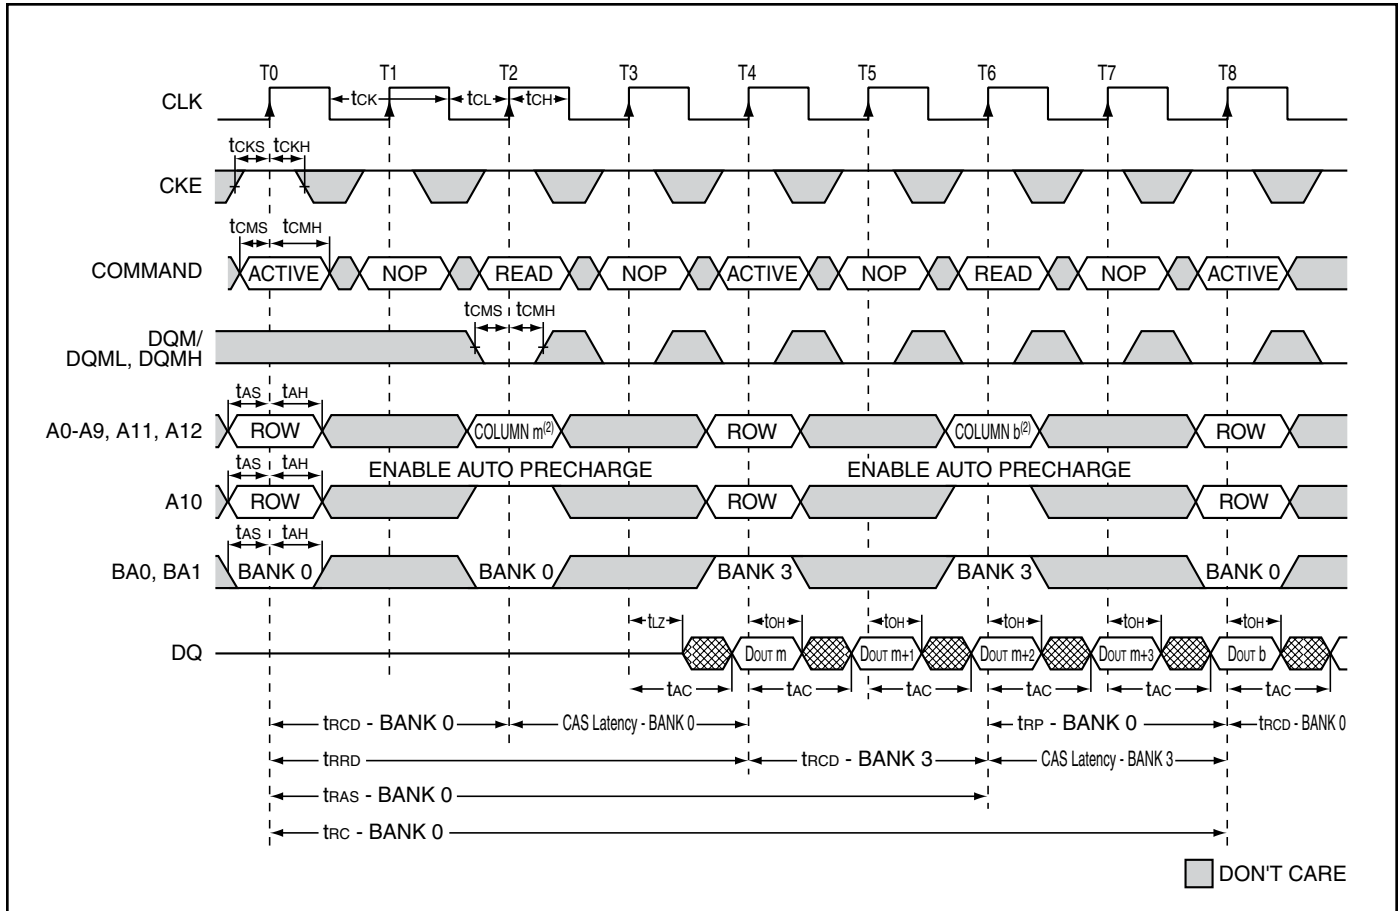 T0 T1 T2 T3 T4 T5 T6 T7 T8
CLK tCK tCL tCH
tCKS tCKH
CKE
tCMS tCMH
COMMAND ACTIVE NOP READ NOP ACTIVE NOP READ NOP ACTIVE
tCMS tCMH
DQM/
DQML, DQMH
tAS tAH
A0-A9, A11, A12 ROW COLUMN m(2) ROW COLUMN b(2) ROW
tAS tAH ENABLE AUTO PRECHARGE ENABLE AUTO PRECHARGE
A10 ROW ROW ROW
tAS tAH
BA0, BA1 BANK 0 BANK 0 BANK 3 BANK 3 BANK 0
tLZ tOH tOH tOH tOH tOH
DQ DOUT m DOUT m+1 DOUT m+2 DOUT m+3 DOUT b
tAC tAC tAC tAC tAC tAC
tRCD - BANK 0 CAS Latency - BANK 0 tRP - BANK 0 tRCD - BANK 0
tRRD tRCD - BANK 3 CAS Latency - BANK 3
tRAS - BANK 0
tRC - BANK 0
DON'T CARE